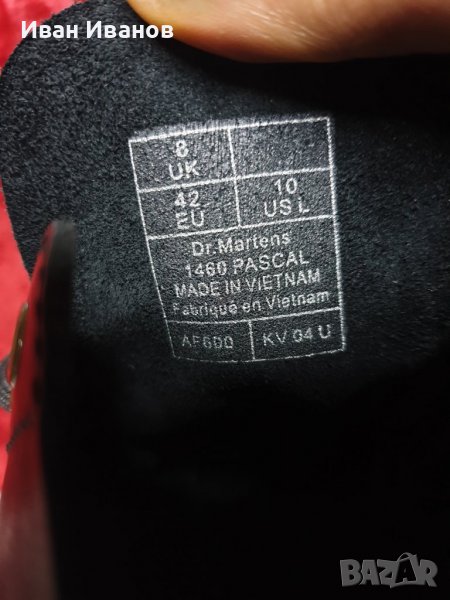 Иван Иванов
8
UK
42
EU
10
US L
Dr.Martens
1460 PASCAL
MADE IN VIETNAM
Fabriqué en Vietnam
KV 04 U
BAZAR